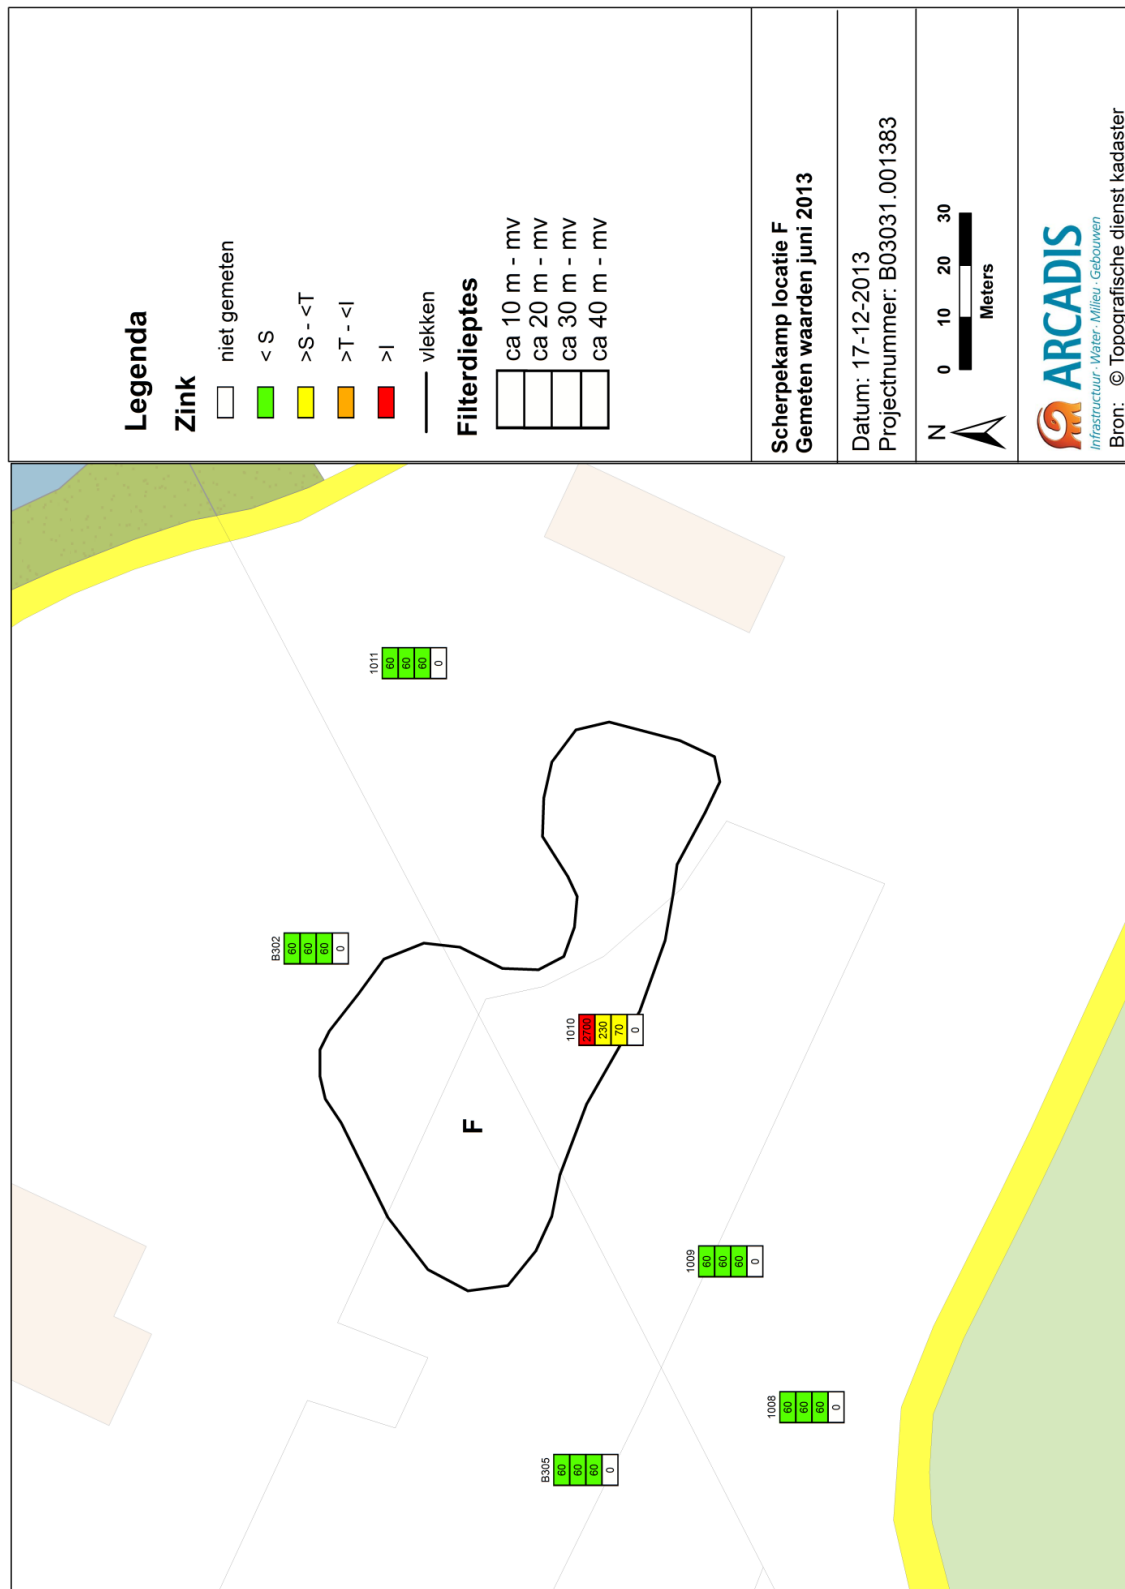 Legenda
Zink
niet gemeten
< S
>S - <T
>T - <I
>I
vlekken
Filterdieptes
ca 10 m - mv
ca 20 m - mv
ca 30 m - mv
ca 40 m - mv
Scherpekamp locatie F
Gemeten waarden juni 2013
Datum: 17-12-2013
Projectnummer: B03031.001383
N
0 10 20 30
Meters
ARCADIS
Infrastructuur · Water · Milieu · Gebouwen
Bron: © Topografische dienst kadaster
B302
60
60
60
0
1011
60
60
60
0
F
B305
60
60
60
0
1010
2700
230
70
0
1009
60
60
60
0
1008
60
60
60
0